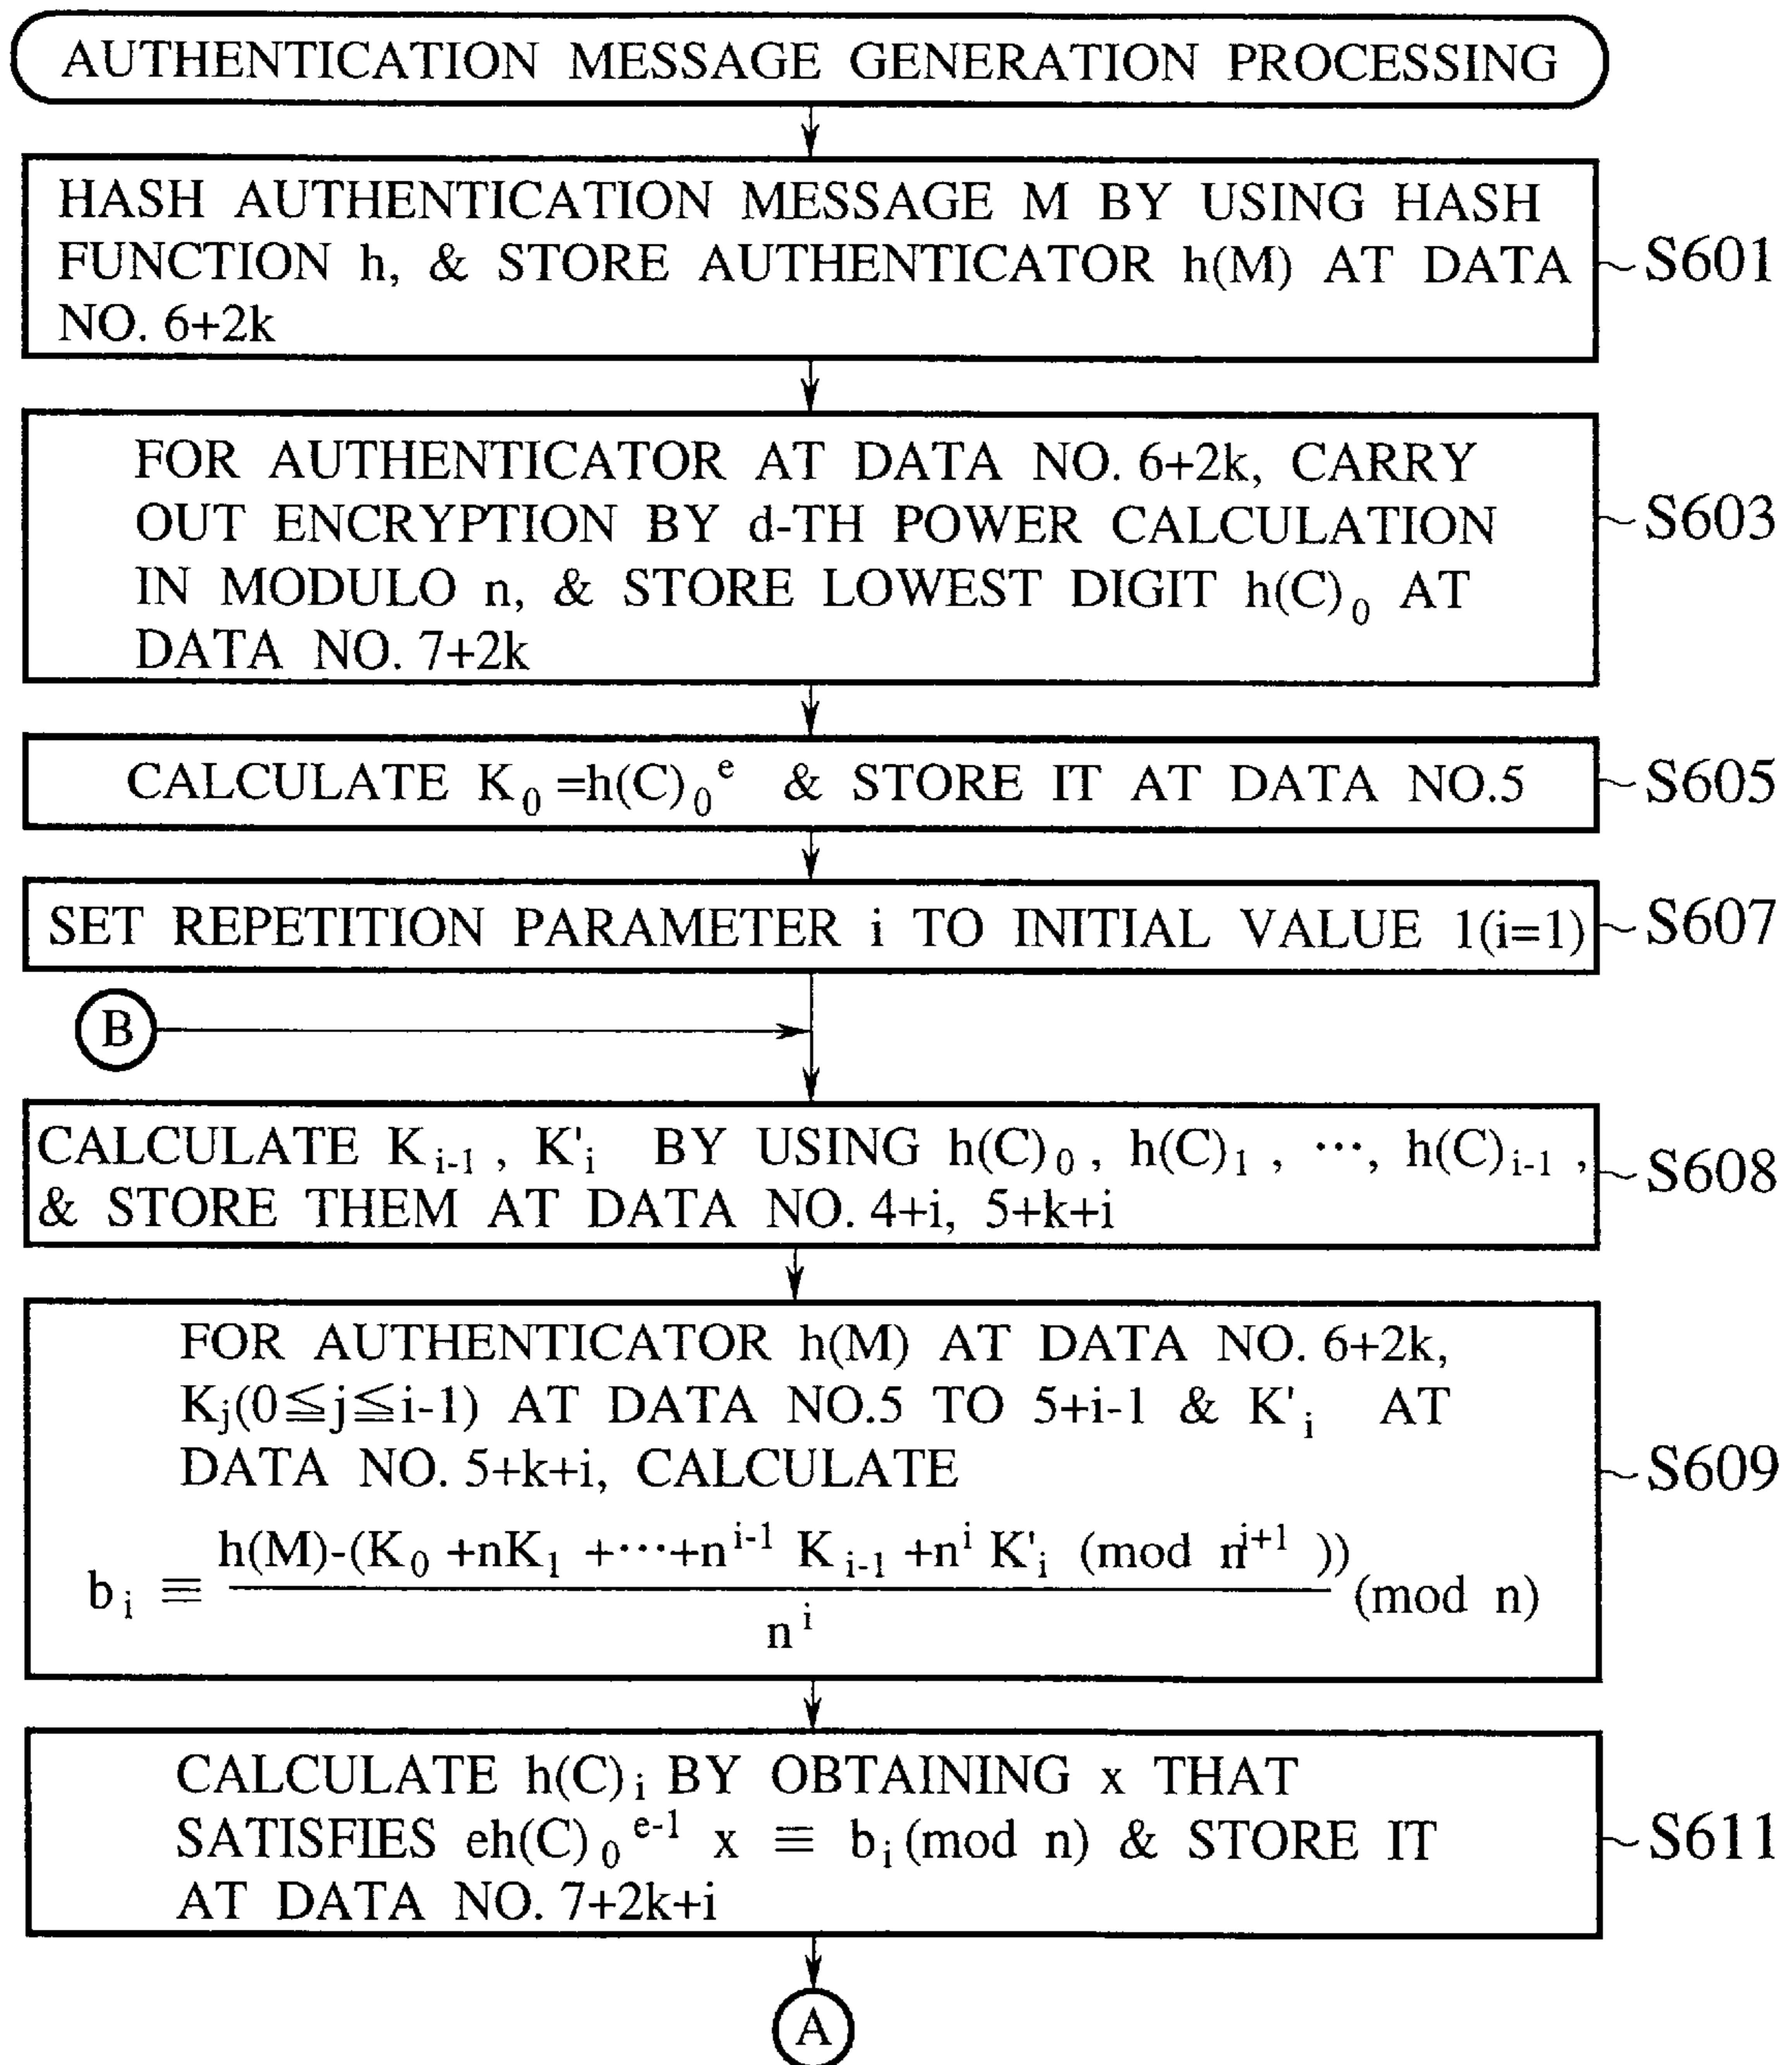 AUTHENTICATION MESSAGE GENERATION PROCESSING
HASH AUTHENTICATION MESSAGE M BY USING HASH
FUNCTION h, & STORE AUTHENTICATOR h(M) AT DATA
NO. 6+2k
S601
FOR AUTHENTICATOR AT DATA NO. 6+2k, CARRY
OUT ENCRYPTION BY d-TH POWER CALCULATION
IN MODULO n, & STORE LOWEST DIGIT h(C)₀ AT
DATA NO. 7+2k
S603
CALCULATE K₀ =h(C)₀ᵉ & STORE IT AT DATA NO.5
S605
SET REPETITION PARAMETER i TO INITIAL VALUE 1(i=1)
S607
B
CALCULATE Kᵢ₋₁ , K'ᵢ BY USING h(C)₀ , h(C)₁ , ⋯, h(C)ᵢ₋₁ ,
& STORE THEM AT DATA NO. 4+i, 5+k+i
S608
FOR AUTHENTICATOR h(M) AT DATA NO. 6+2k,
Kⱼ(0≦j≦i-1) AT DATA NO.5 TO 5+i-1 & K'ᵢ AT
DATA NO. 5+k+i, CALCULATE
h(M)-(K₀ +nK₁ +⋯+nⁱ⁻¹ Kᵢ₋₁ +nⁱ K'ᵢ (mod nⁱ⁺¹ ))
bᵢ ≡ (mod n)
nⁱ
S609
CALCULATE h(C)ᵢ BY OBTAINING x THAT
SATISFIES eh(C)₀ᵉ⁻¹ x ≡ bᵢ(mod n) & STORE IT
AT DATA NO. 7+2k+i
S611
A